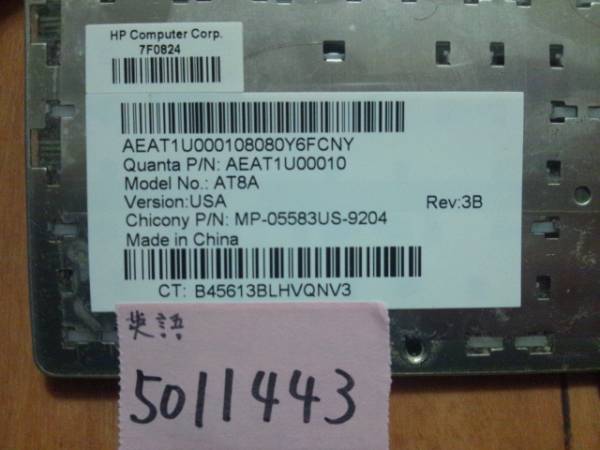 HP Computer Corp.
7F0824
AEAT1U000108080Y6FCNY
Quanta P/N: AEAT1U00010
Model No.: AT8A
Version:USA Rev:3B
Chicony P/N: MP-05583US-9204
Made in China
CT: B45613BLHVQNV3
英語
5011443